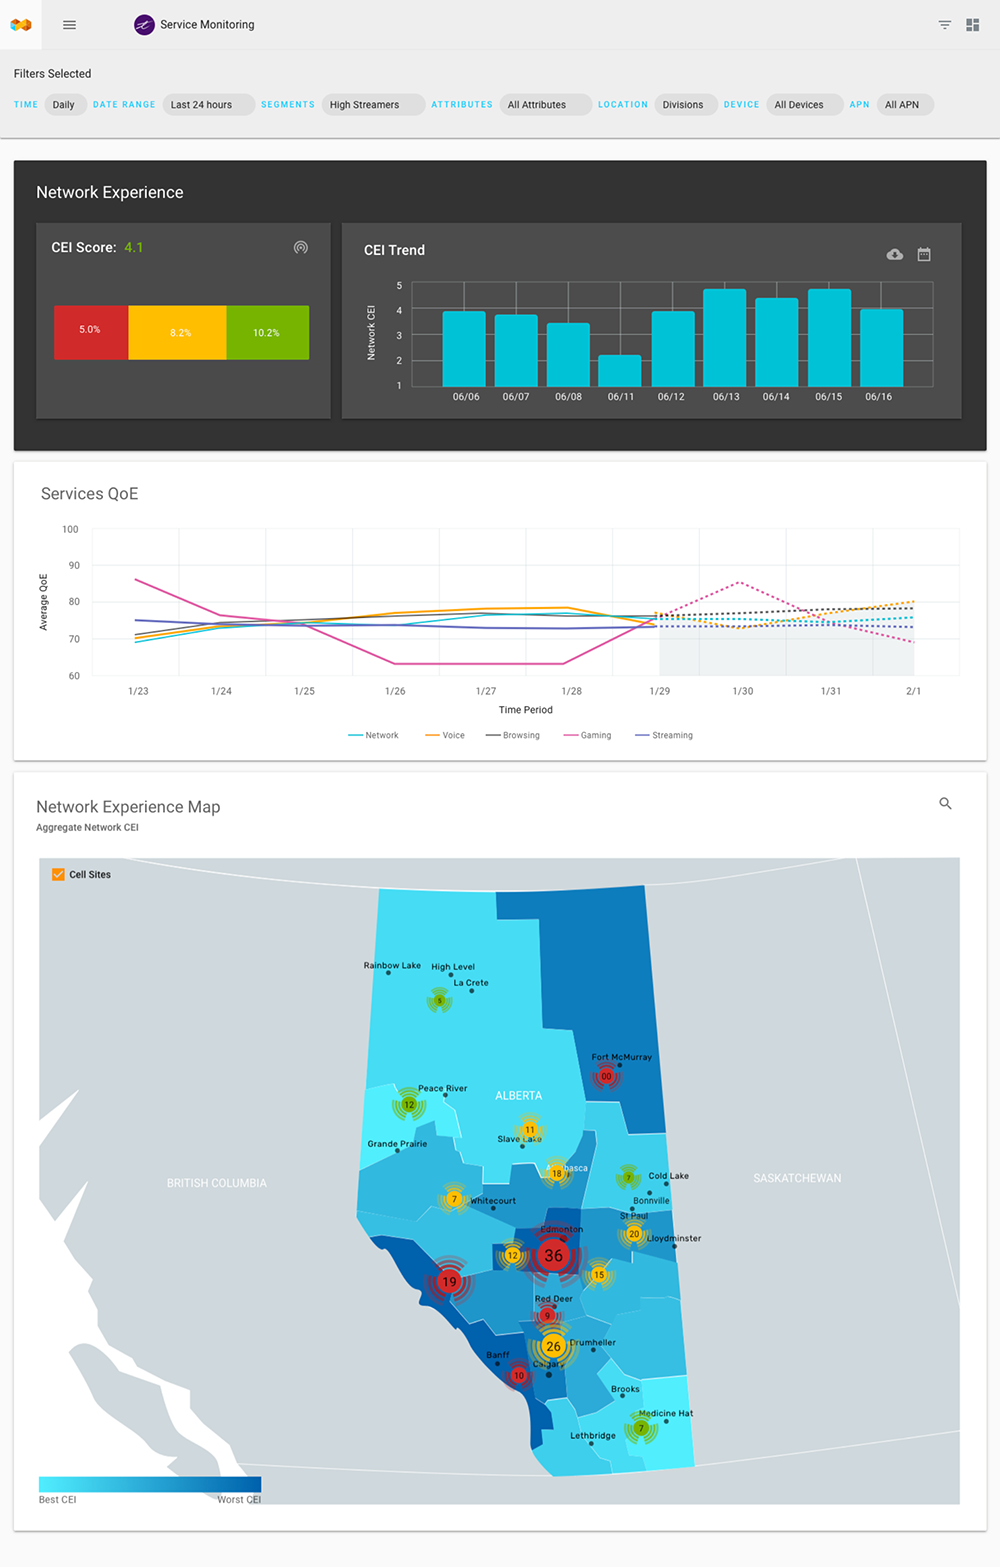 Service Monitoring
Filters Selected
TIME Daily DATE RANGE Last 24 hours SEGMENTS High Streamers ATTRIBUTES All Attributes LOCATION Divisions DEVICE All Devices APN All APN
Network Experience
CEI Score: 4.1
5.0% 8.2% 10.2%
CEI Trend
Network CEI
5
4
3
2
1
06/06 06/07 06/08 06/11 06/12 06/13 06/14 06/15 06/16
Services QoE
Average QoE
100
90
80
70
60
1/23 1/24 1/25 1/26 1/27 1/28 1/29 1/30 1/31 2/1
Time Period
Network Voice Browsing Gaming Streaming
Network Experience Map
Aggregate Network CEI
Cell Sites
Rainbow Lake
High Level
La Crete
5
Fort McMurray
00
Peace River
12
ALBERTA
11
Slave Lake
Grande Prairie
18
7
Cold Lake
BRITISH COLUMBIA
SASKATCHEWAN
7
Whitecourt
Bonnville
St Paul
Edmonton
20
Lloydminster
12
36
15
19
Red Deer
9
26
Drumheller
Banff
Calgary
10
Brooks
Medicine Hat
7
Lethbridge
Best CEI
Worst CEI